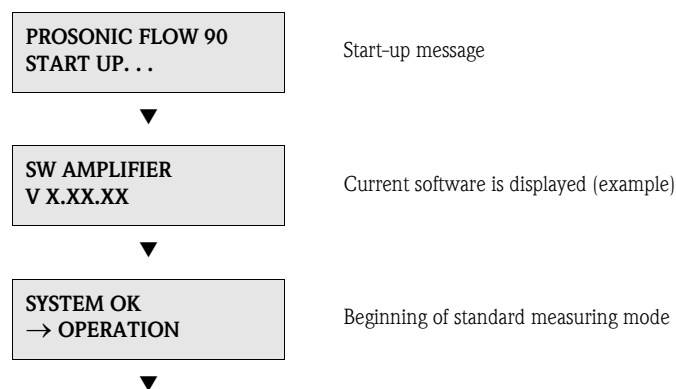 PROSONIC FLOW 90
START UP. . .
Start-up message
▼
SW AMPLIFIER
V X.XX.XX
Current software is displayed (example)
▼
SYSTEM OK
→ OPERATION
Beginning of standard measuring mode
▼